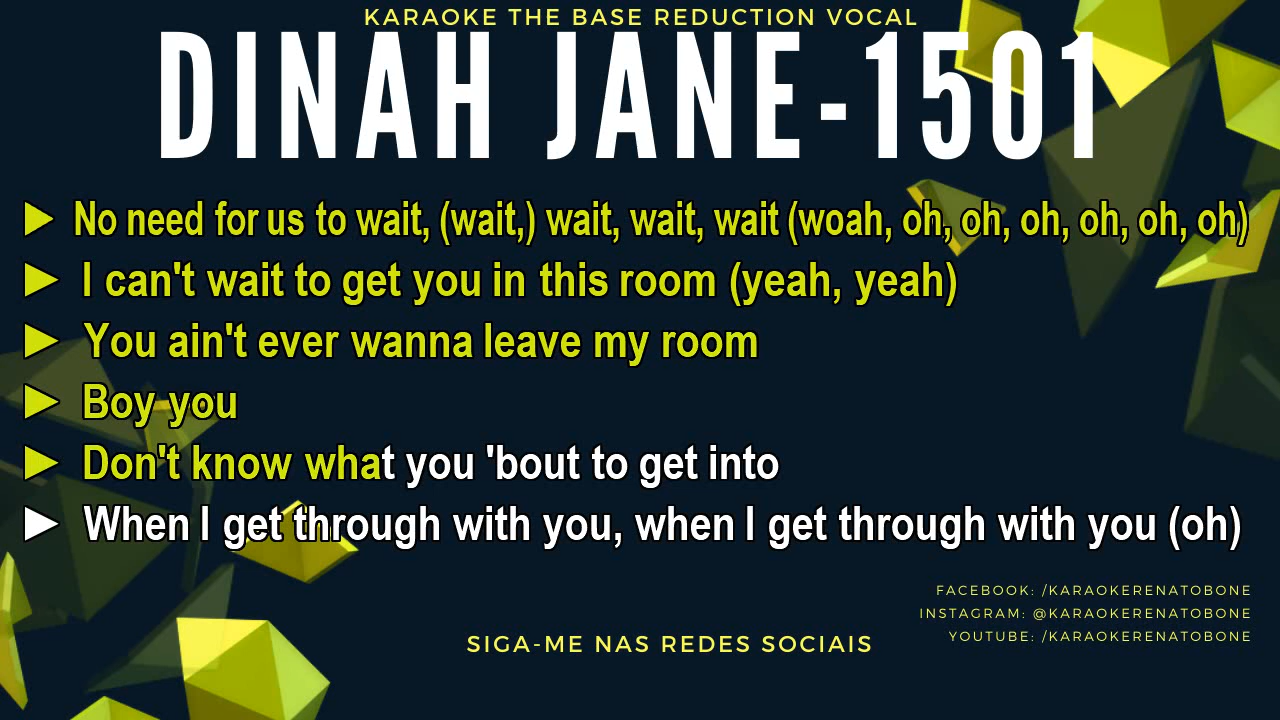 KARAOKE THE BASE REDUCTION VOCAL
DINAH JANE-1501
► No need for us to wait, (wait,) wait, wait, wait (woah, oh, oh, oh, oh, oh, oh)
► I can't wait to get you in this room (yeah, yeah)
► You ain't ever wanna leave my room
► Boy you
► Don't know what you 'bout to get into
► When I get through with you, when I get through with you (oh)
FACEBOOK: /KARAOKERENATOBONE
INSTAGRAM: @KARAOKERENATOBONE
YOUTUBE: /KARAOKERENATOBONE
SIGA-ME NAS REDES SOCIAIS